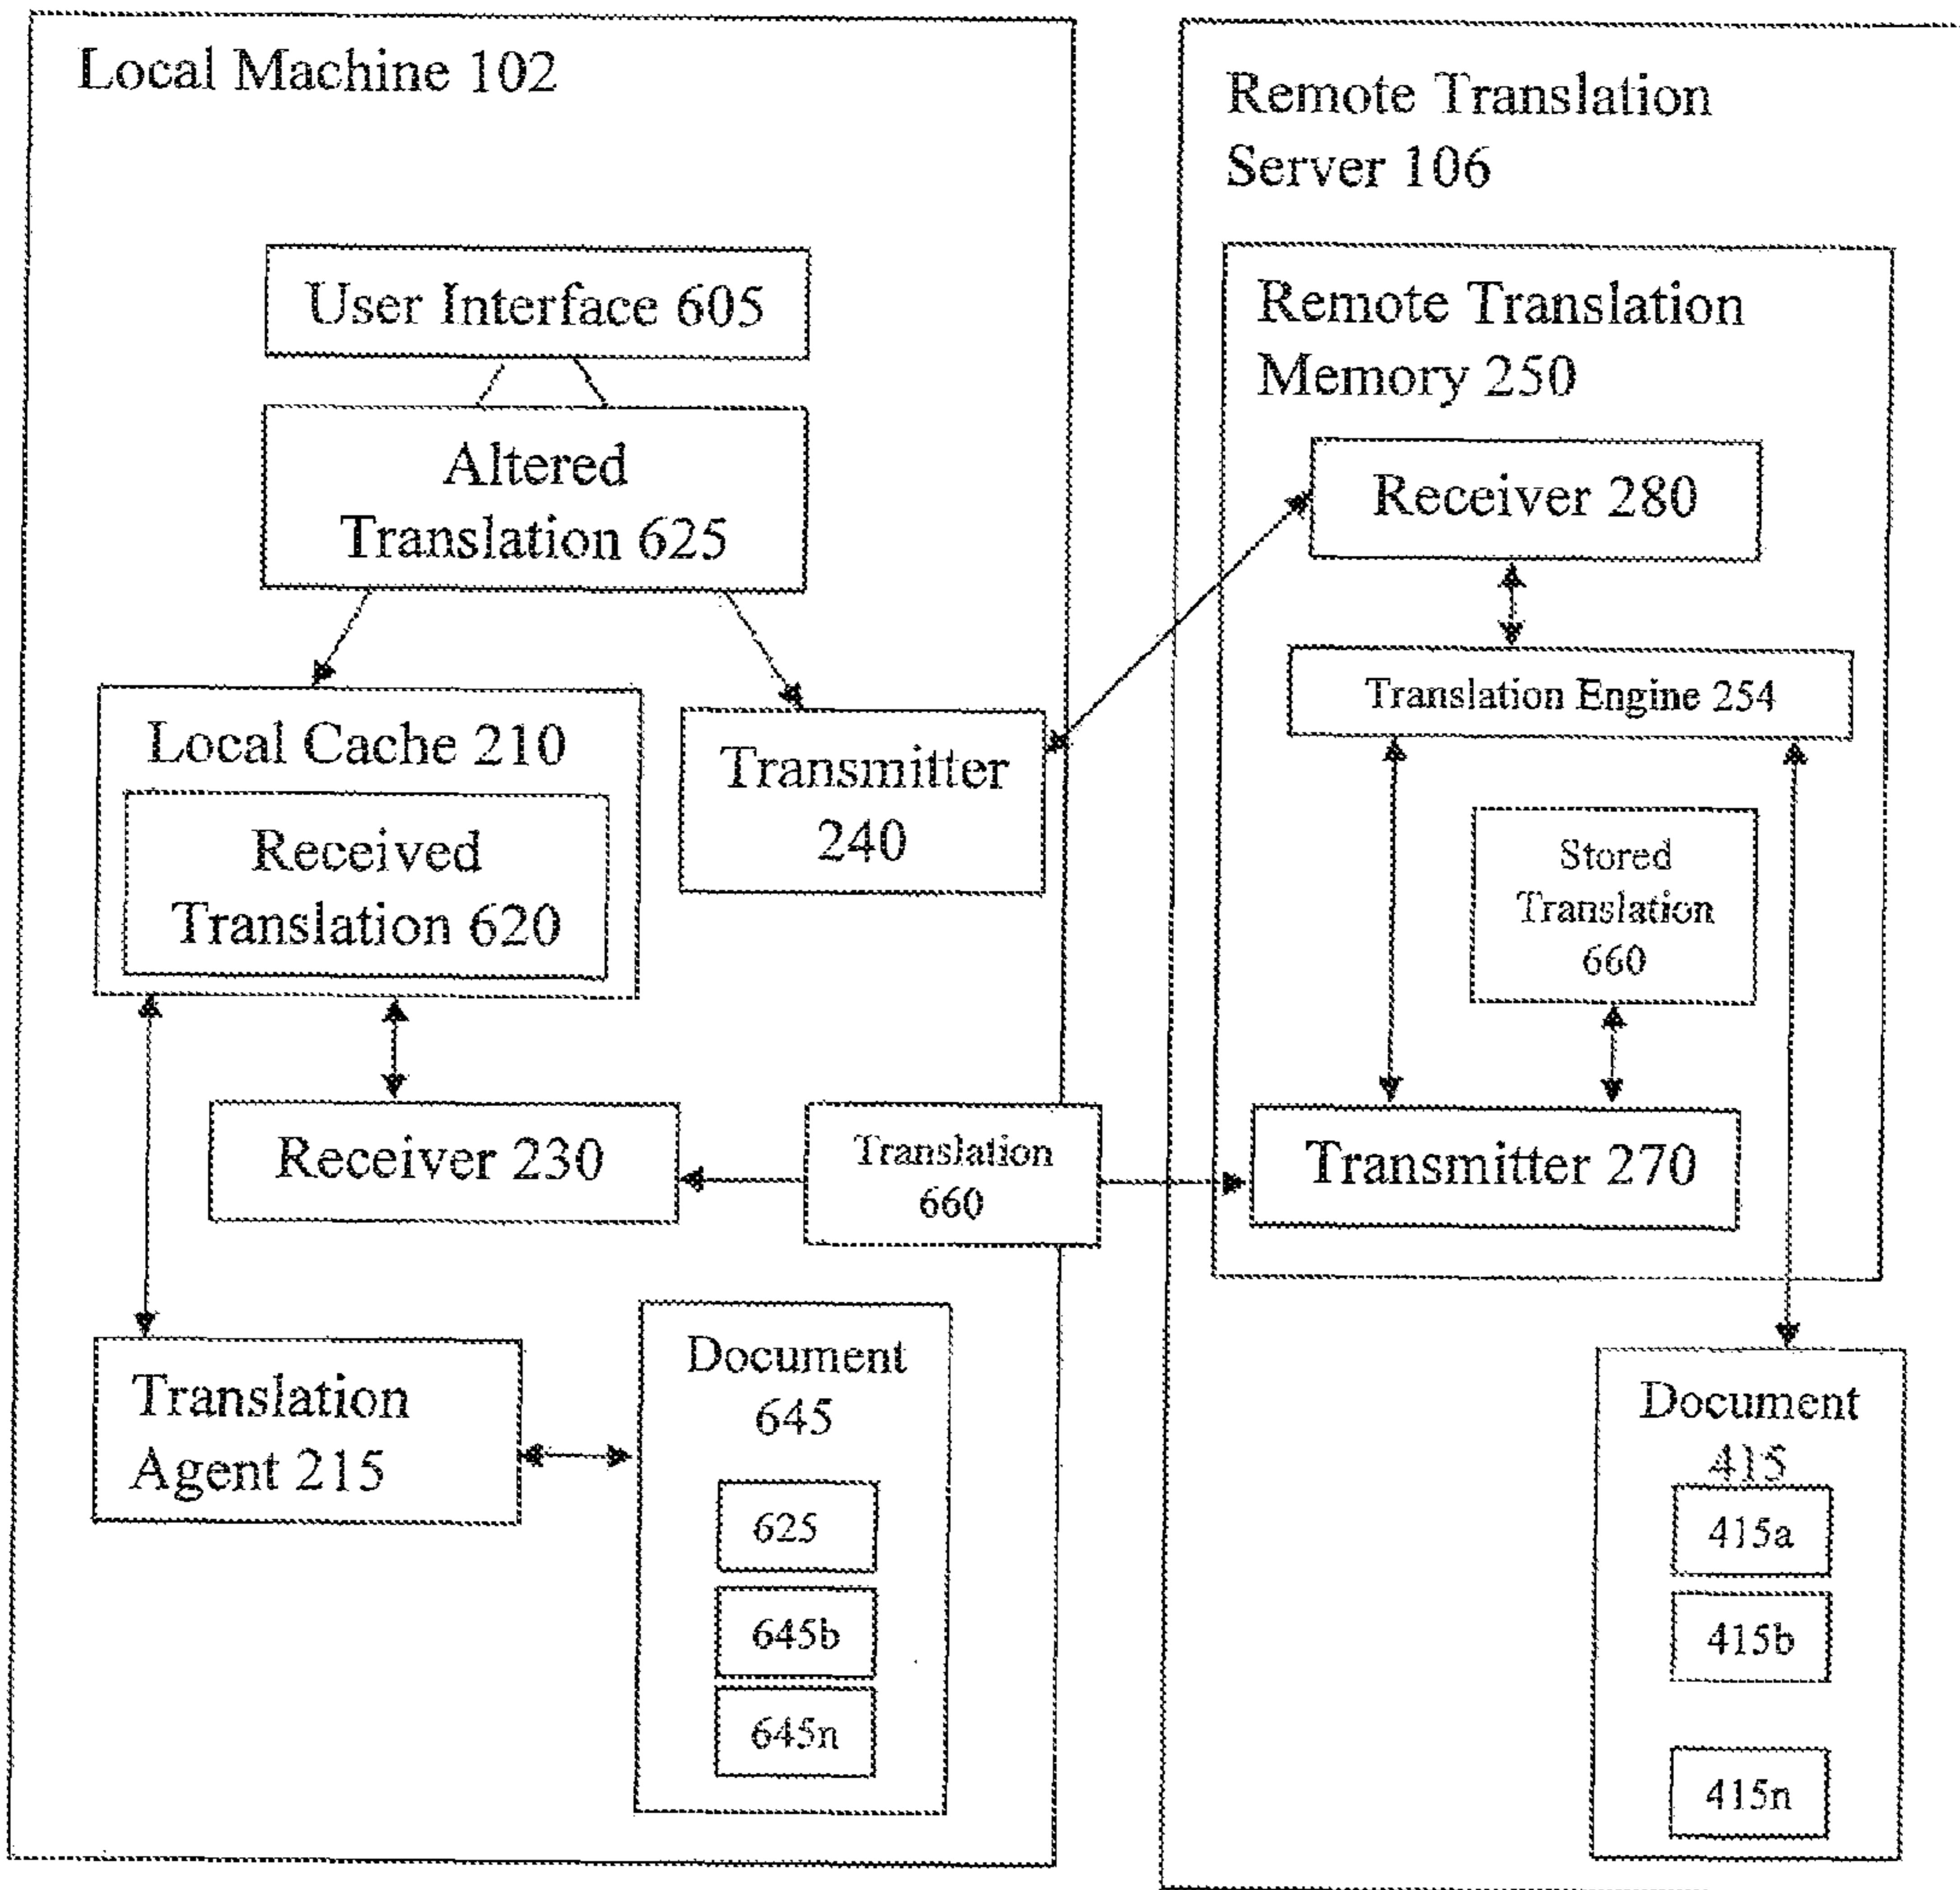 Local Machine 102
User Interface 605
Altered
Translation 625
Local Cache 210
Received
Translation 620
Transmitter
240
Receiver 230
Translation
660
Translation
Agent 215
Document
645
625
645b
645n
Remote Translation
Server 106
Remote Translation
Memory 250
Receiver 280
Translation Engine 254
Stored
Translation
660
Transmitter 270
Document
415
415a
415b
415n